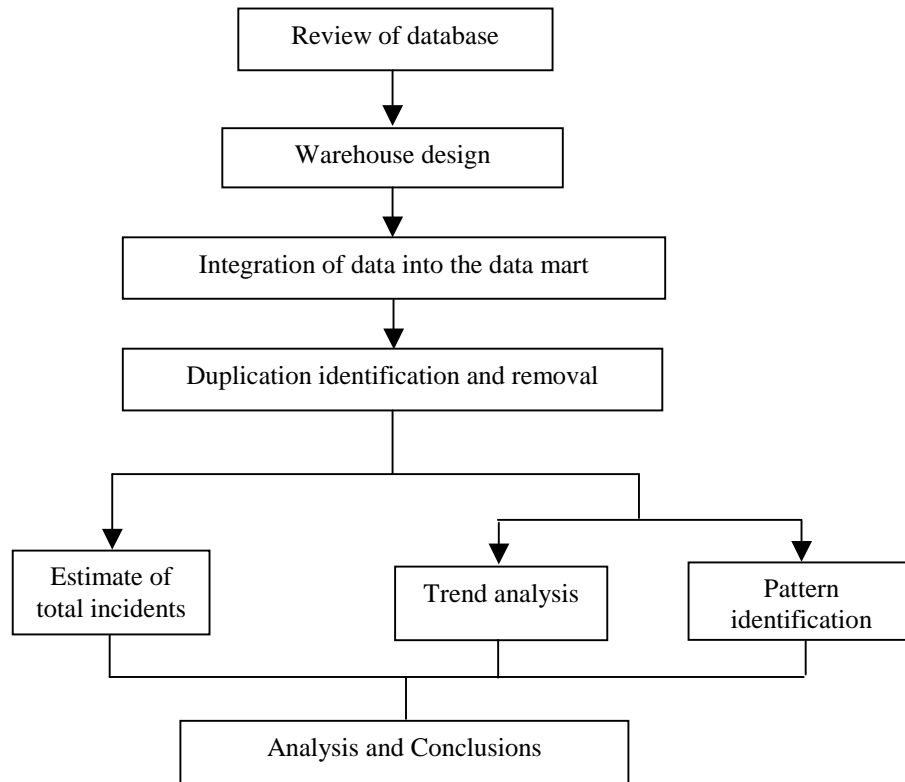 Review of database
Warehouse design
Integration of data into the data mart
Duplication identification and removal
Estimate of
total incidents
Trend analysis
Pattern
identification
Analysis and Conclusions